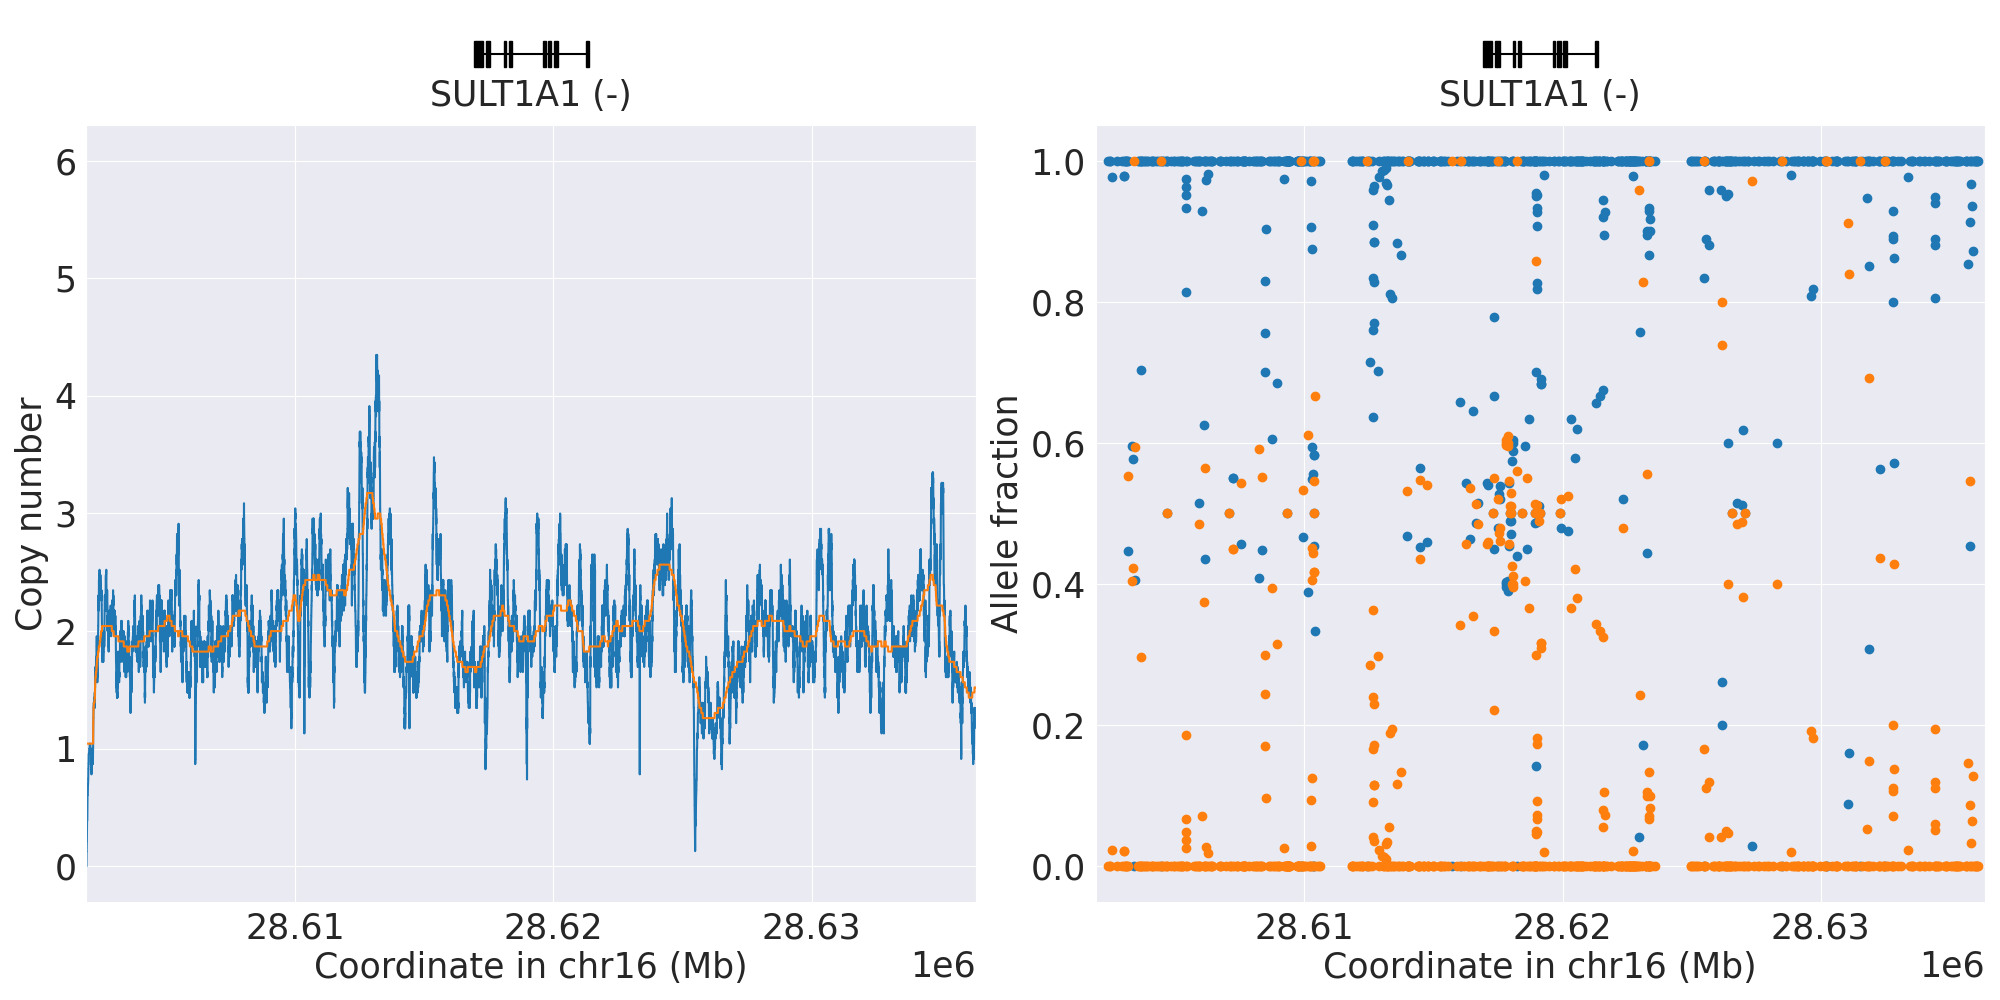 SULT1A1 (-)
Copy number
6
5
4
3
2
1
0
28.61
28.62
28.63
Coordinate in chr16 (Mb)
1e6
SULT1A1 (-)
Allele fraction
1.0
0.8
0.6
0.4
0.2
0.0
28.61
28.62
28.63
Coordinate in chr16 (Mb)
1e6